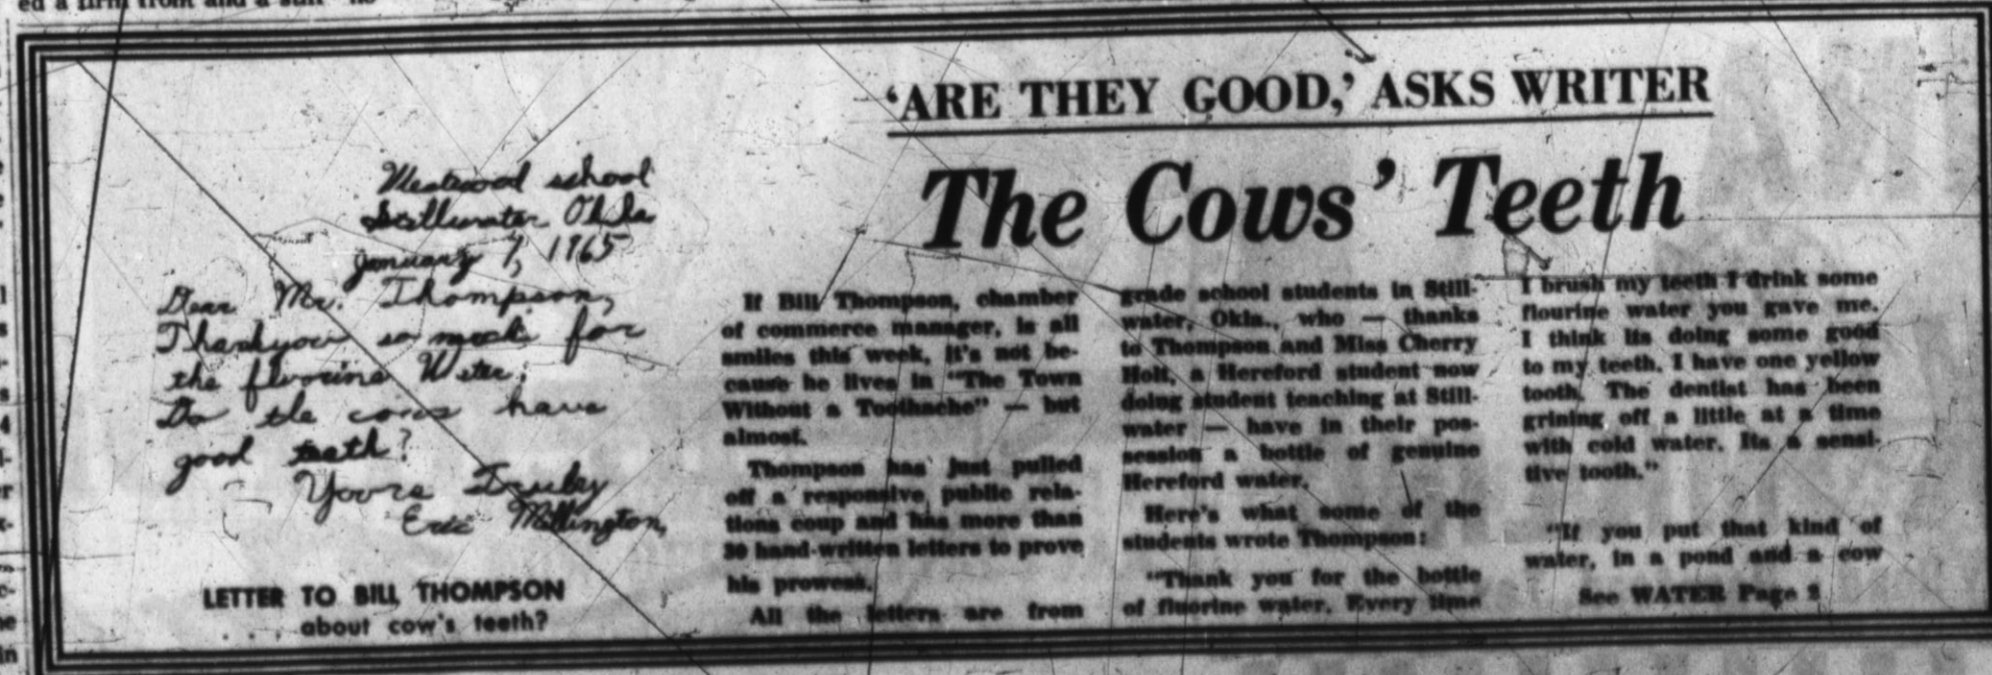 Westwood school
Stillwater Okla
January 7, 1965
Dear Mr. Thompson,
Thankyou so much for
the fluorine Water.
Do the cows have
good teeth?
Yours Truley
Eric Millington,
LETTER TO BILL THOMPSON
. . . about cow's teeth?
‘ARE THEY GOOD,’ ASKS WRITER
The Cows’ Teeth
If Bill Thompson, chamber
of commerce manager, is all
smiles this week, it's not be-
cause he lives in "The Town
Without a Toothache" — but
almost.
Thompson has just pulled
off a responsive public rela-
tions coup and has more than
30 hand-written letters to prove
his prowess.
All the letters are from
grade school students in Still-
water, Okla., who — thanks
to Thompson and Miss Cherry
Holt, a Hereford student now
doing student teaching at Still-
water — have in their pos-
session a bottle of genuine
Hereford water.
Here's what some of the
students wrote Thompson:
"Thank you for the bottle
of fluorine water. Every time
I brush my teeth I drink some
flourine water you gave me.
I think its doing some good
to my teeth. I have one yellow
tooth. The dentist has been
grining off a little at a time
with cold water. Its a sensi-
tive tooth."
"If you put that kind of
water, in a pond and a cow
See WATER Page 2